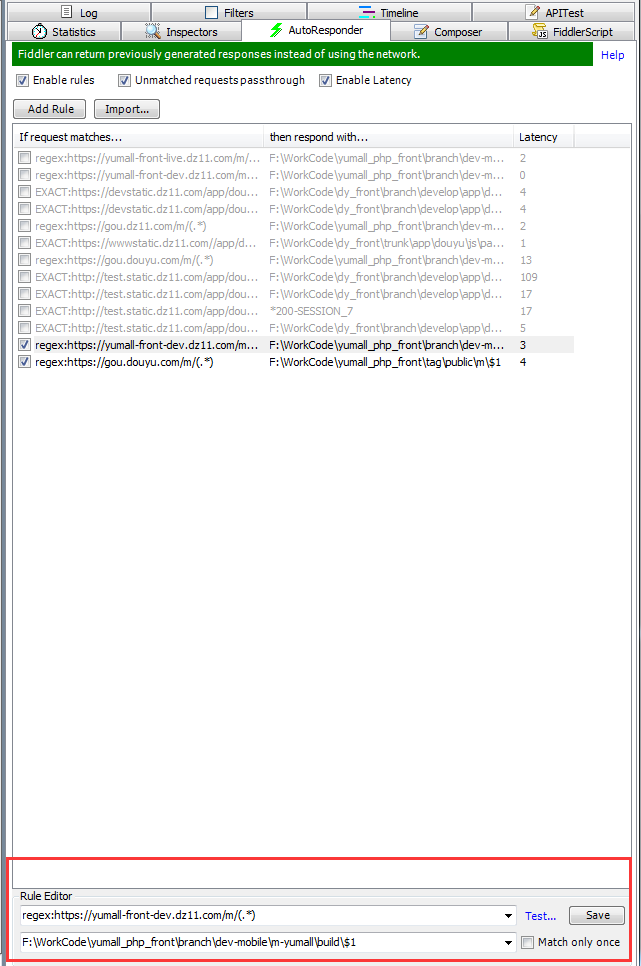 Log Filters Timeline APITest
Statistics Inspectors AutoResponder Composer FiddlerScript
Fiddler can return previously generated responses instead of using the network. Help
Enable rules Unmatched requests passthrough Enable Latency
Add Rule Import...
If request matches... then respond with... Latency
regex:https://yumall-front-live.dz11.com/m/... F:\WorkCode\yumall_php_front\branch\dev-m... 2
regex:https://yumall-front-dev.dz11.com/m... F:\WorkCode\yumall_php_front\branch\dev-m... 0
EXACT:https://devstatic.dz11.com/app/dou... F:\WorkCode\dy_front\branch\develop\app\d... 4
EXACT:https://devstatic.dz11.com/app/dou... F:\WorkCode\dy_front\branch\develop\app\d... 4
regex:https://gou.dz11.com/m/(.*) F:\WorkCode\yumall_php_front\branch\dev-m... 2
EXACT:https://wwwstatic.dz11.com//app/d... F:\WorkCode\dy_front\trunk\app\douyu\js\pa... 1
regex:https://gou.douyu.com/m/(.*) F:\WorkCode\yumall_php_front\branch\dev-m... 13
EXACT:http://test.static.dz11.com/app/dou... F:\WorkCode\dy_front\branch\develop\app\d... 109
EXACT:http://test.static.dz11.com/app/dou... F:\WorkCode\dy_front\branch\develop\app\d... 17
EXACT:http://test.static.dz11.com/app/dou... *200-SESSION_7 17
EXACT:http://test.static.dz11.com/app/dou... F:\WorkCode\dy_front\branch\develop\app\d... 5
regex:https://yumall-front-dev.dz11.com/m... F:\WorkCode\yumall_php_front\branch\dev-m... 3
regex:https://gou.douyu.com/m/(.*) F:\WorkCode\yumall_php_front\tag\public\m\$1 4
Rule Editor
regex:https://yumall-front-dev.dz11.com/m/(.*) Test... Save
F:\WorkCode\yumall_php_front\branch\dev-mobile\m-yumall\build\$1 Match only once